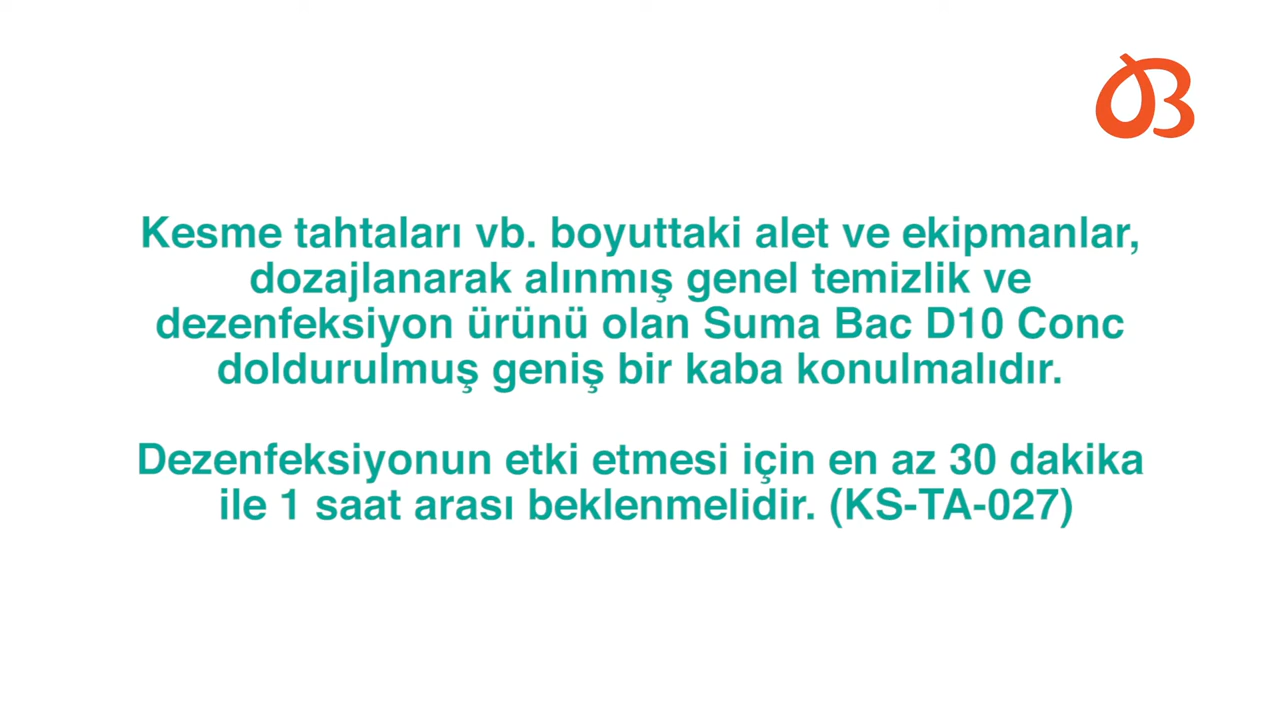 Kesme tahtaları vb. boyuttaki alet ve ekipmanlar,
dozajlanarak alınmış genel temizlik ve
dezenfeksiyon ürünü olan Suma Bac D10 Conc
doldurulmuş geniş bir kaba konulmalıdır.
Dezenfeksiyonun etki etmesi için en az 30 dakika
ile 1 saat arası beklenmelidir. (KS-TA-027)